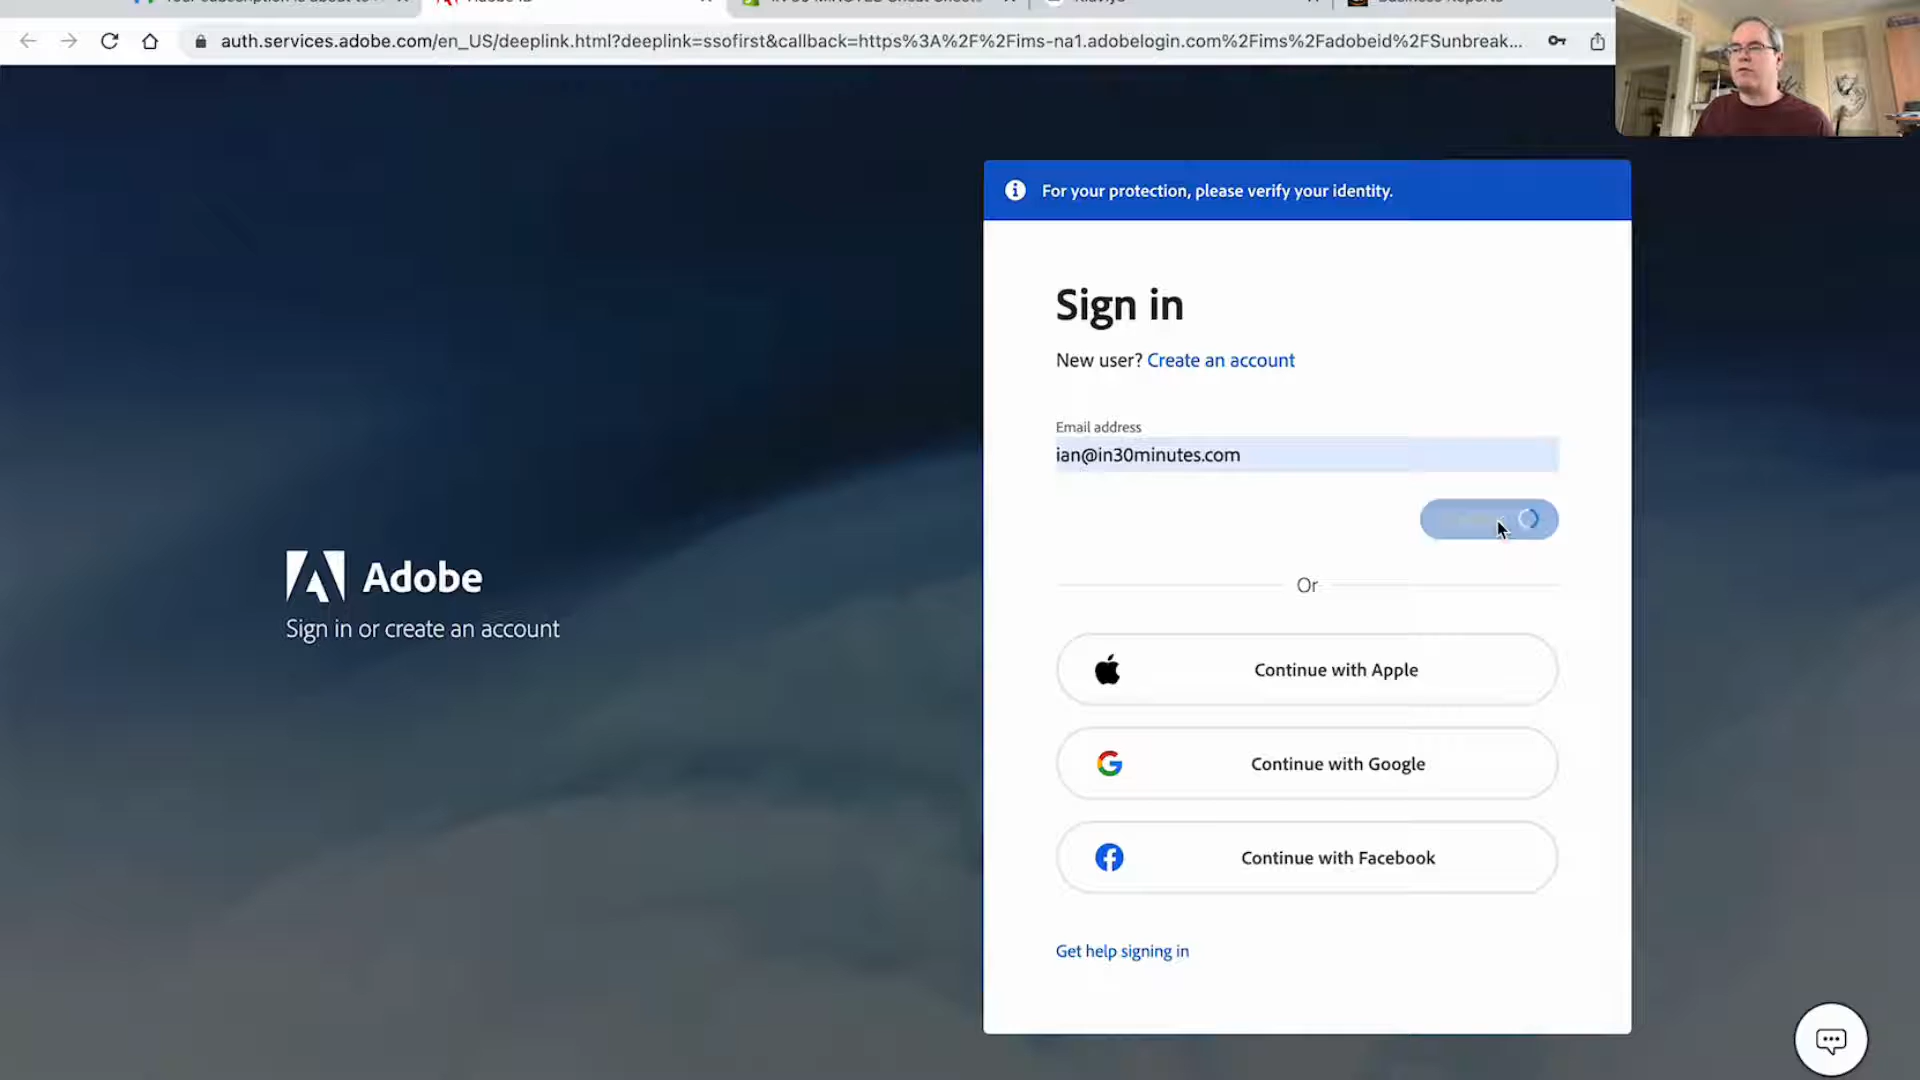 auth.services.adobe.com/en_US/deeplink.html?deeplink=ssofirst&callback=https%3A%2F%2Fims-na1.adobelogin.com%2Fims%2Fadobeid%2FSunbreak...
For your protection, please verify your identity.
Sign in
New user? Create an account
Email address
ian@in30minutes.com
Or
Adobe
Sign in or create an account
Continue with Apple
Continue with Google
Continue with Facebook
Get help signing in